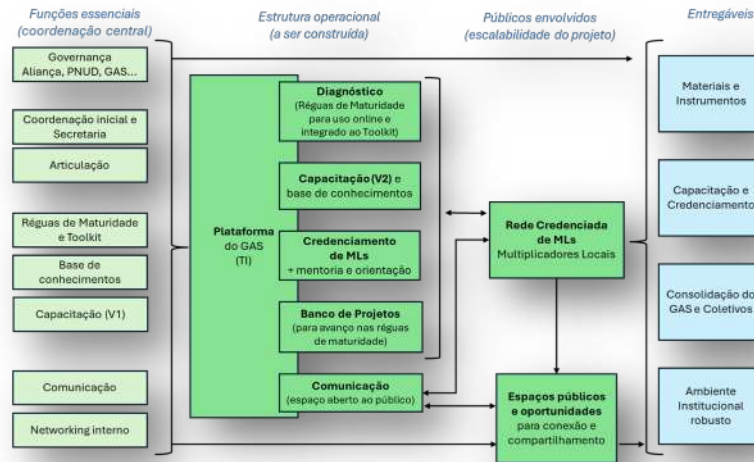 Funções essenciais
(coordenação central)
Estrutura operacional
(a ser construída)
Públicos envolvidos
(escalabilidade do projeto)
Entregáveis
Governança
Aliança, PNUD, GAS...
Coordenação inicial e
Secretaria
Articulação
Réguas de Maturidade
e Toolkit
Base de
conhecimentos
Capacitação (V1)
Comunicação
Networking interno
Plataforma
do GAS
(TI)
Diagnóstico
(Réguas de Maturidade
para uso online e
integrado ao Toolkit)
Capacitação (V2) e
base de conhecimentos
Credenciamento
de MLs
+ mentoria e orientação
Banco de Projetos
(para avanço nas réguas
de maturidade)
Comunicação
(espaço aberto ao público)
Rede Credenciada
de MLs
Multiplicadores Locais
Espaços públicos
e oportunidades
para conexão e
compartilhamento
Materiais e
Instrumentos
Capacitação e
Credenciamento
Consolidação do
GAS e Coletivos
Ambiente
Institucional
robusto